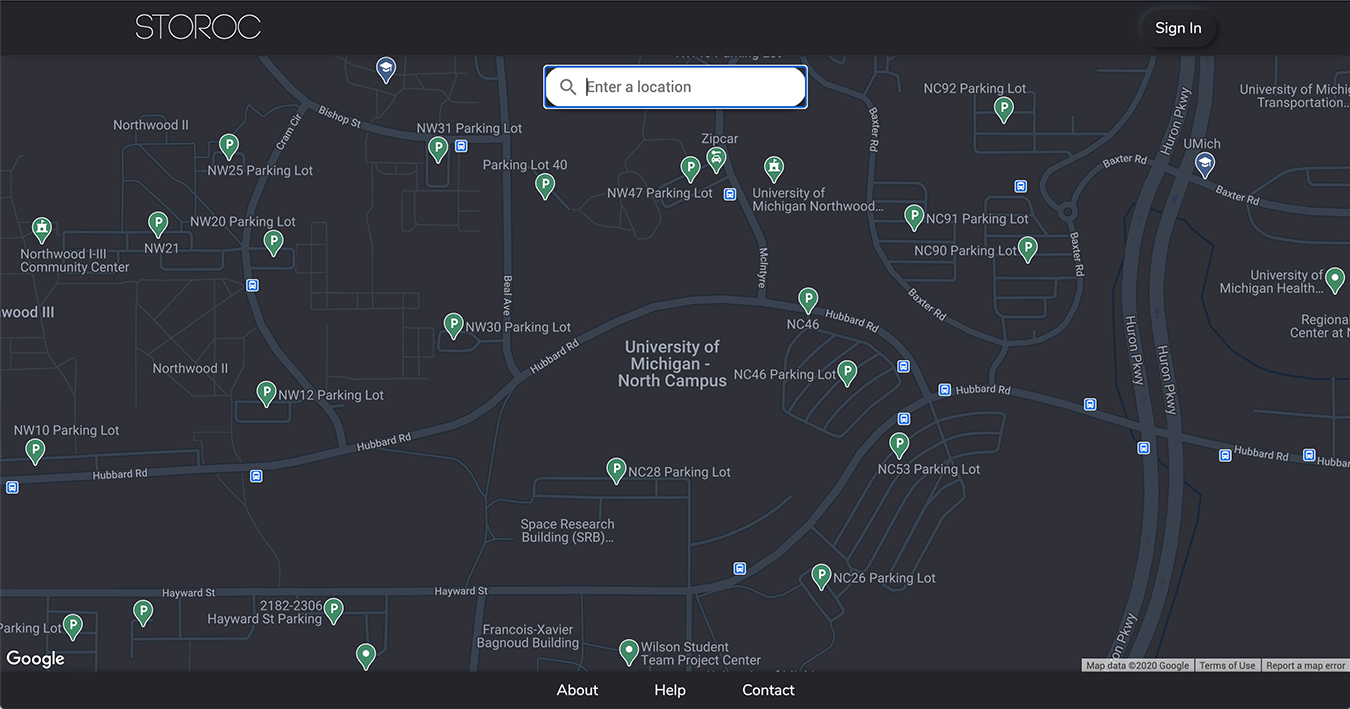 STOROC
Sign In
Enter a location
NC92 Parking Lot
University of Michi
Transportation...
Northwood II
Cram Cir
Bishop St
NW31 Parking Lot
Baxter Rd
Huron Pkwy
Zipcar
UMich
NW25 Parking Lot
Parking Lot 40
Baxter Rd
NW47 Parking Lot
University of
Michigan Northwood...
Baxter Rd
NW20 Parking Lot
NC91 Parking Lot
NW21
Northwood I-III
Community Center
NC90 Parking Lot
Baxter Rd
McIntyre
Beal Ave
University of
Michigan Health...
Baxter Rd
wood III
NC46
Hubbard Rd
Regional
Center at N
NW30 Parking Lot
Hubbard Rd
Huron Pkwy
Huron Pkwy
University of
Michigan -
North Campus
NC46 Parking Lot
Northwood II
NW12 Parking Lot
Hubbard Rd
NW10 Parking Lot
Hubbard Rd
Hubbard Rd
Hubbar
Hubbard Rd
NC28 Parking Lot
NC53 Parking Lot
Space Research
Building (SRB)...
NC26 Parking Lot
Hayward St
Hayward St
2182-2306
Hayward St Parking
Parking Lot
Francois-Xavier
Bagnoud Building
Wilson Student
Team Project Center
uron Pkwy
Google
Map data ©2020 Google
Terms of Use
Report a map error
About
Help
Contact